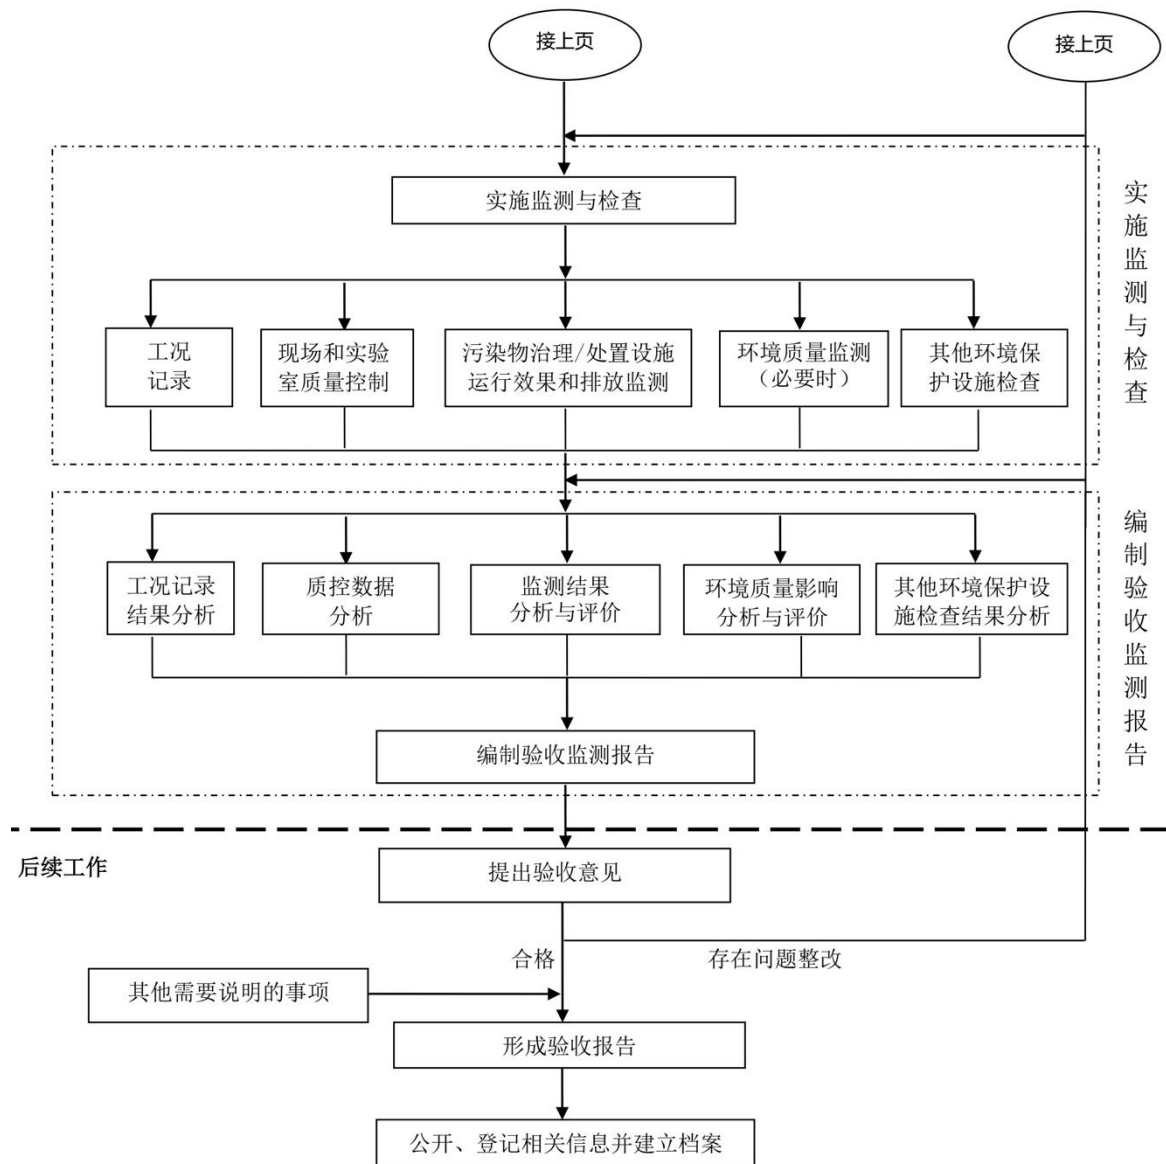 接上页
接上页
实施监测与检查
实施监测与检查
工况
记录
现场和实验
室质量控制
污染物治理/处置设施
运行效果和排放监测
环境质量监测
（必要时）
其他环境保
护设施检查
编制验收监测报告
工况记录
结果分析
质控数据
分析
监测结果
分析与评价
环境质量影响
分析与评价
其他环境保护设
施检查结果分析
编制验收监测报告
后续工作
提出验收意见
合格
存在问题整改
其他需要说明的事项
形成验收报告
公开、登记相关信息并建立档案